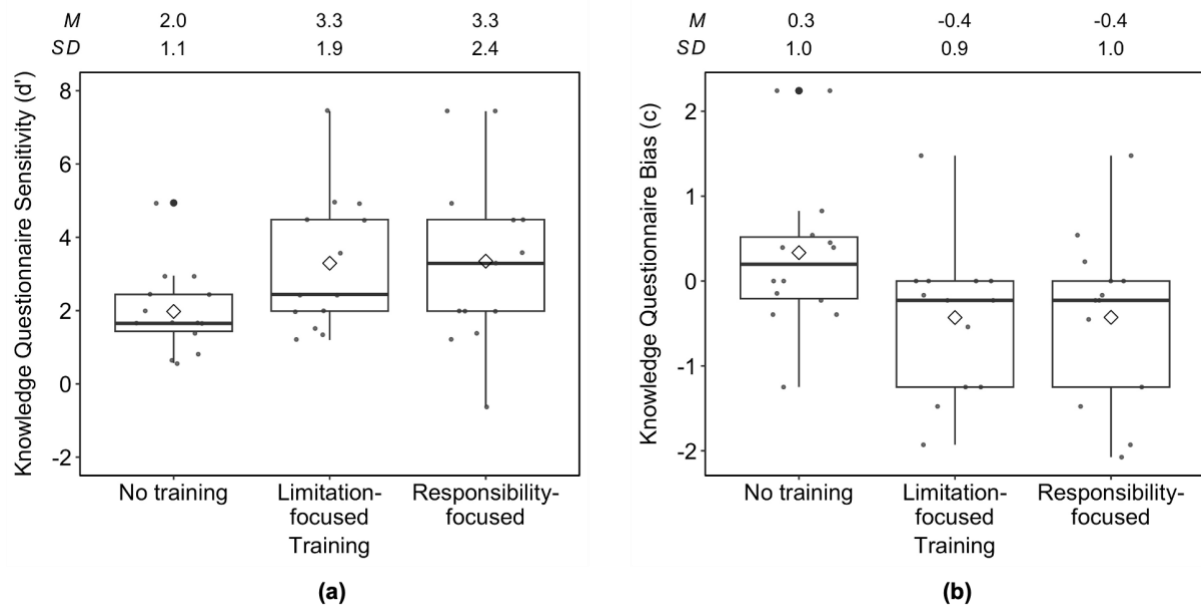 M 2.0 3.3 3.3
SD 1.1 1.9 2.4
Knowledge Questionnaire Sensitivity (d')
8
6
4
2
0
-2
No training
Limitation-
focused
Responsibility-
focused
Training
(a)
M 0.3 -0.4 -0.4
SD 1.0 0.9 1.0
Knowledge Questionnaire Bias (c)
2
1
0
-1
-2
No training
Limitation-
focused
Responsibility-
focused
Training
(b)